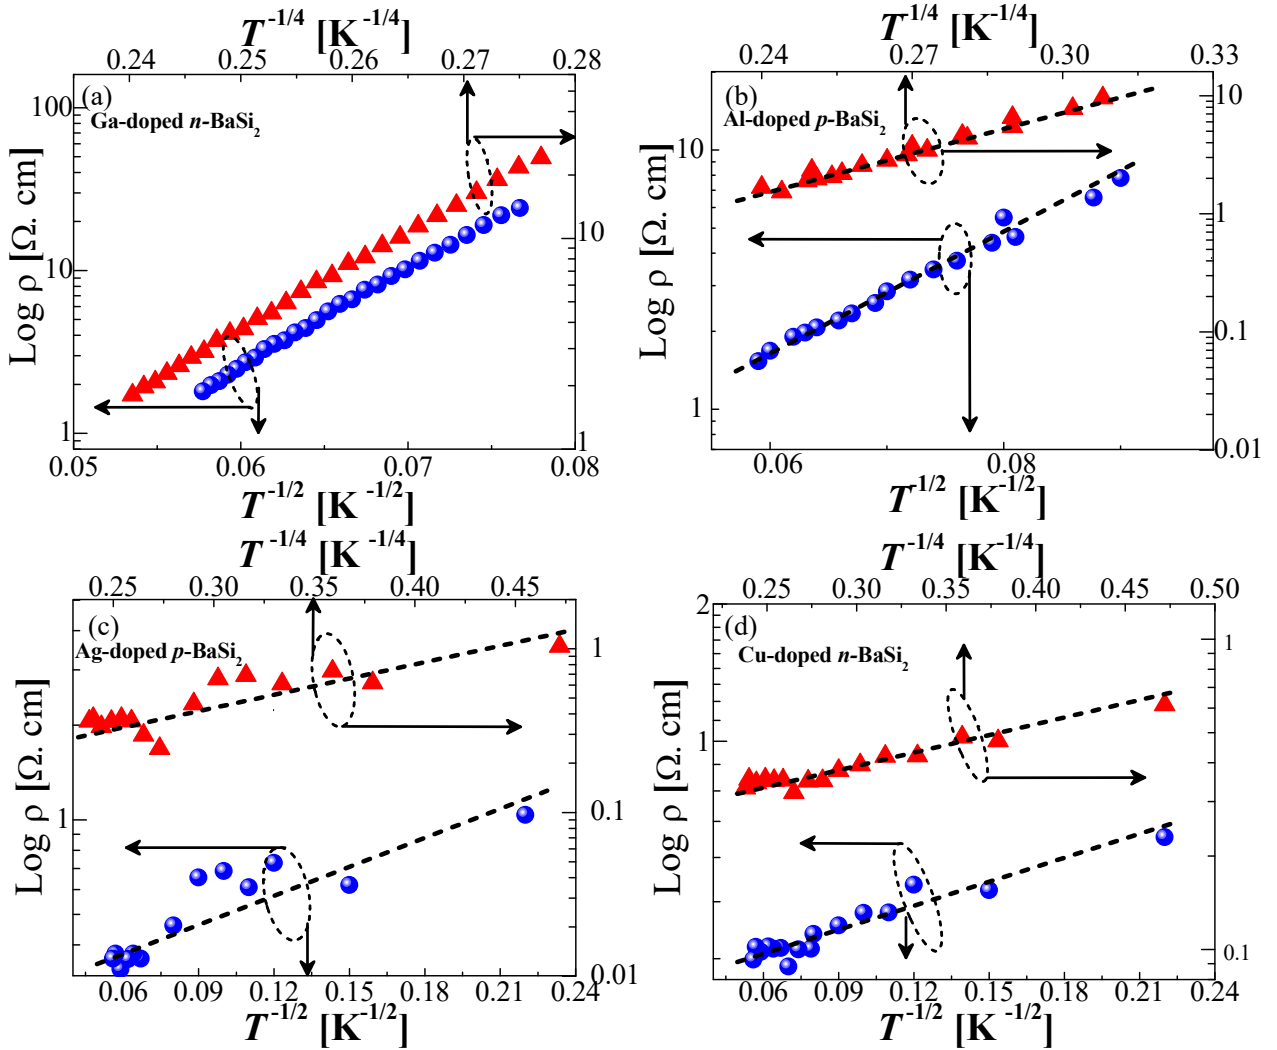 T^-1/4 [K^-1/4]
0.24 0.25 0.26 0.27 0.28
(a)
Ga-doped n-BaSi2
100
10
1
10
1
Log ρ [Ω. cm]
0.05 0.06 0.07 0.08
T^-1/2 [K^-1/2]
T^-1/4 [K^-1/4]
0.24 0.27 0.30 0.33
(b)
Al-doped p-BaSi2
10
1
10
1
0.1
0.01
Log ρ [Ω. cm]
0.06 0.08
T^-1/2 [K^-1/2]
T^-1/4 [K^-1/4]
0.25 0.30 0.35 0.40 0.45
(c)
Ag-doped p-BaSi2
1
1
0.1
0.01
Log ρ [Ω. cm]
0.06 0.09 0.12 0.15 0.18 0.21 0.24
T^-1/2 [K^-1/2]
T^-1/4 [K^-1/4]
0.25 0.30 0.35 0.40 0.45 0.50
(d)
Cu-doped n-BaSi2
2
1
1
0.1
Log ρ [Ω. cm]
0.06 0.09 0.12 0.15 0.18 0.21 0.24
T^-1/2 [K^-1/2]